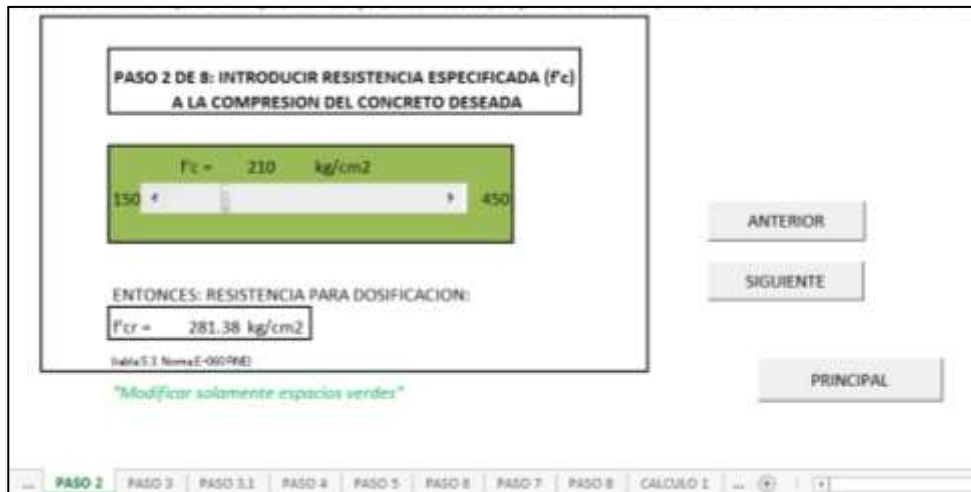 PASO 2 DE 8: INTRODUCIR RESISTENCIA ESPECIFICADA (f'c)
A LA COMPRESION DEL CONCRETO DESEADA
f'c = 210 kg/cm2
150 450
ANTERIOR
SIGUIENTE
ENTONCES: RESISTENCIA PARA DOSIFICACION:
f'cr = 281.38 kg/cm2
"Modificar solamente espacios verdes"
PRINCIPAL
... PASO 2 PASO 3 PASO 3.1 PASO 4 PASO 5 PASO 6 PASO 7 PASO 8 CALCULO 1 ...